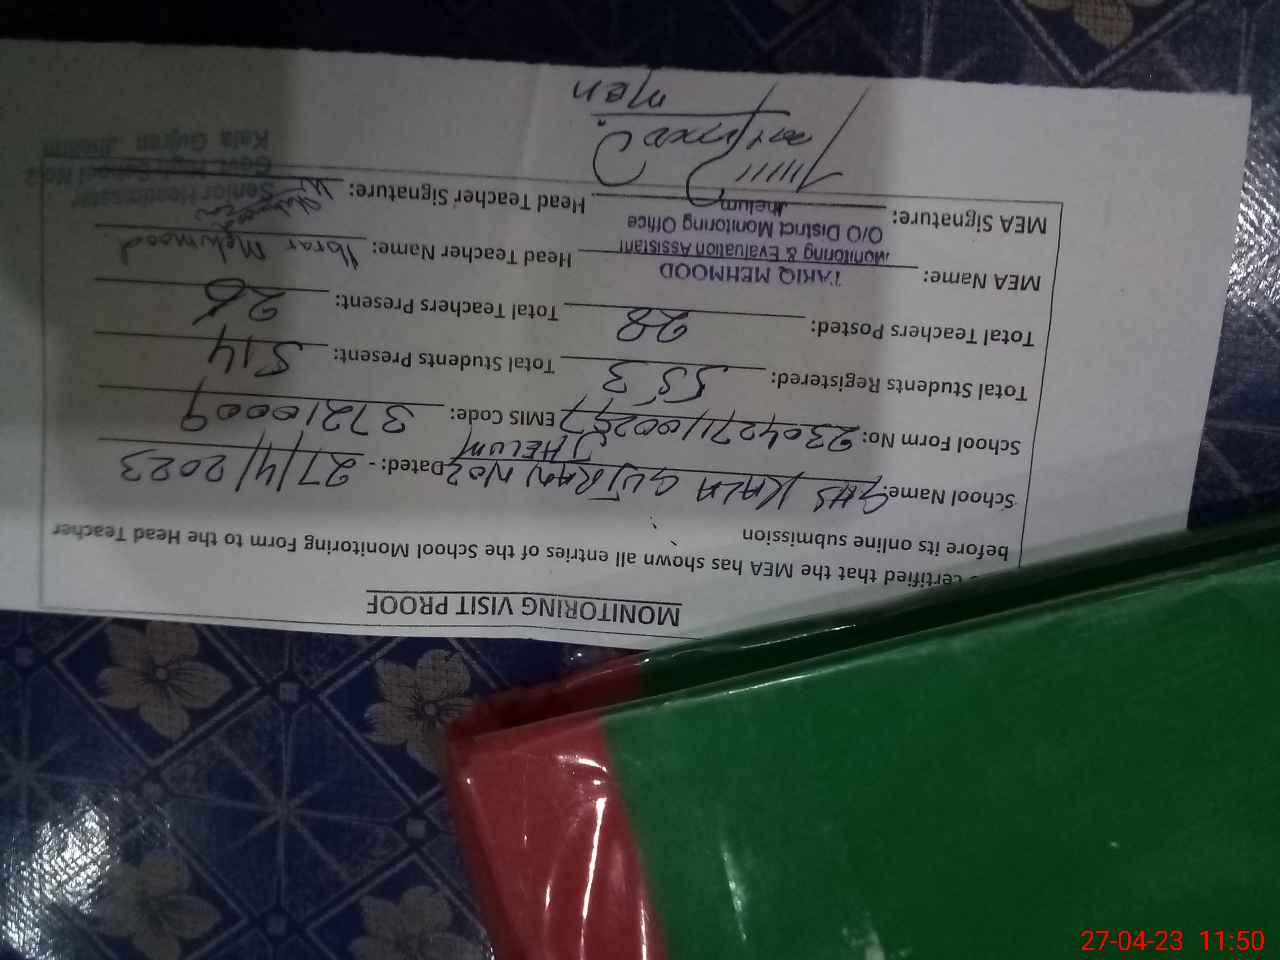 MONITORING VISIT PROOF
certified that the MEA has shown all entries of the School Monitoring Form to the Head Teacher
before its online submission
School Name: GHS KALA GUJRAN NO2 JHELUM Dated: - 27/4/2023
School Form No: EMIS Code: 37210009
Total Students Registered: 553 Total Students Present: 514
Total Teachers Posted: 28 Total Teachers Present: 26
MEA Name: TARIQ MEHMOOD Head Teacher Name: Mehmood
Monitoring & Evaluation Assistant
O/O District Monitoring Office
Jhelum
MEA Signature: Head Teacher Signature:
Senior Headmaster
Govt. High School No.2
Kala Gujran Jhelum
27-04-23 11:50